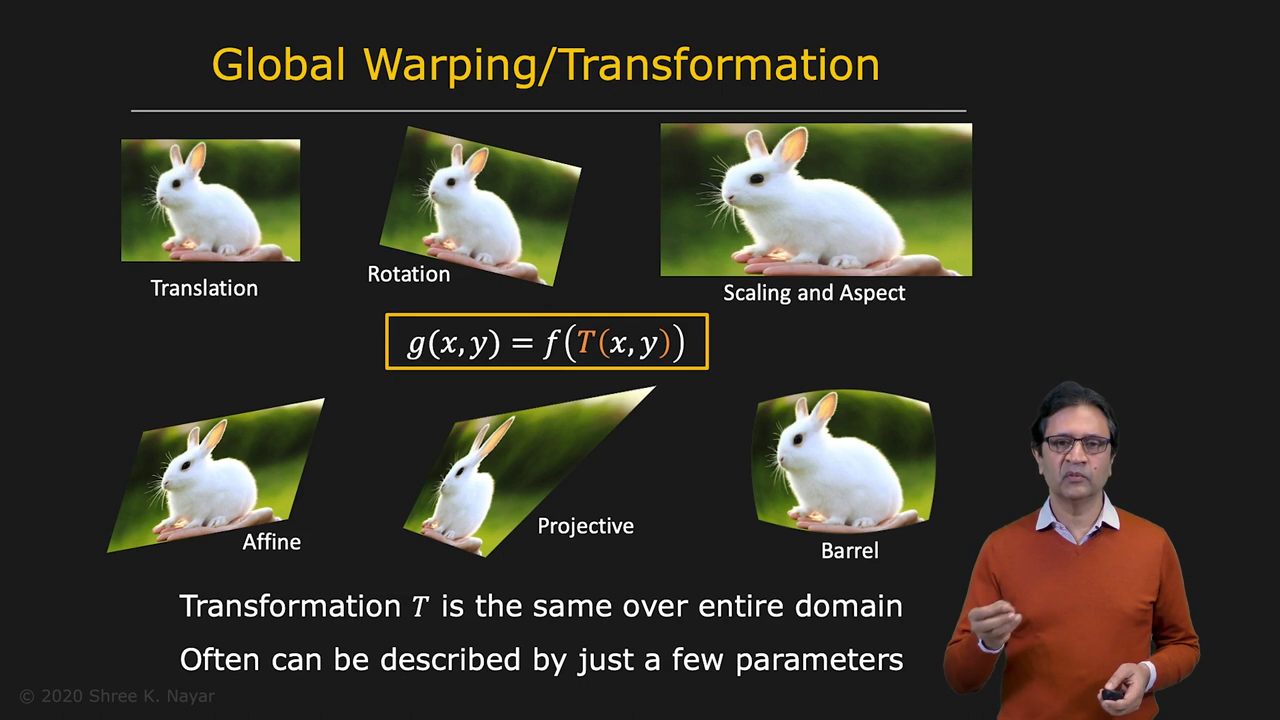 Global Warping/Transformation
Translation
Rotation
Scaling and Aspect
g(x, y) = f(T(x, y))
Affine
Projective
Barrel
Transformation T is the same over entire domain
Often can be described by just a few parameters
© 2020 Shree K. Nayar